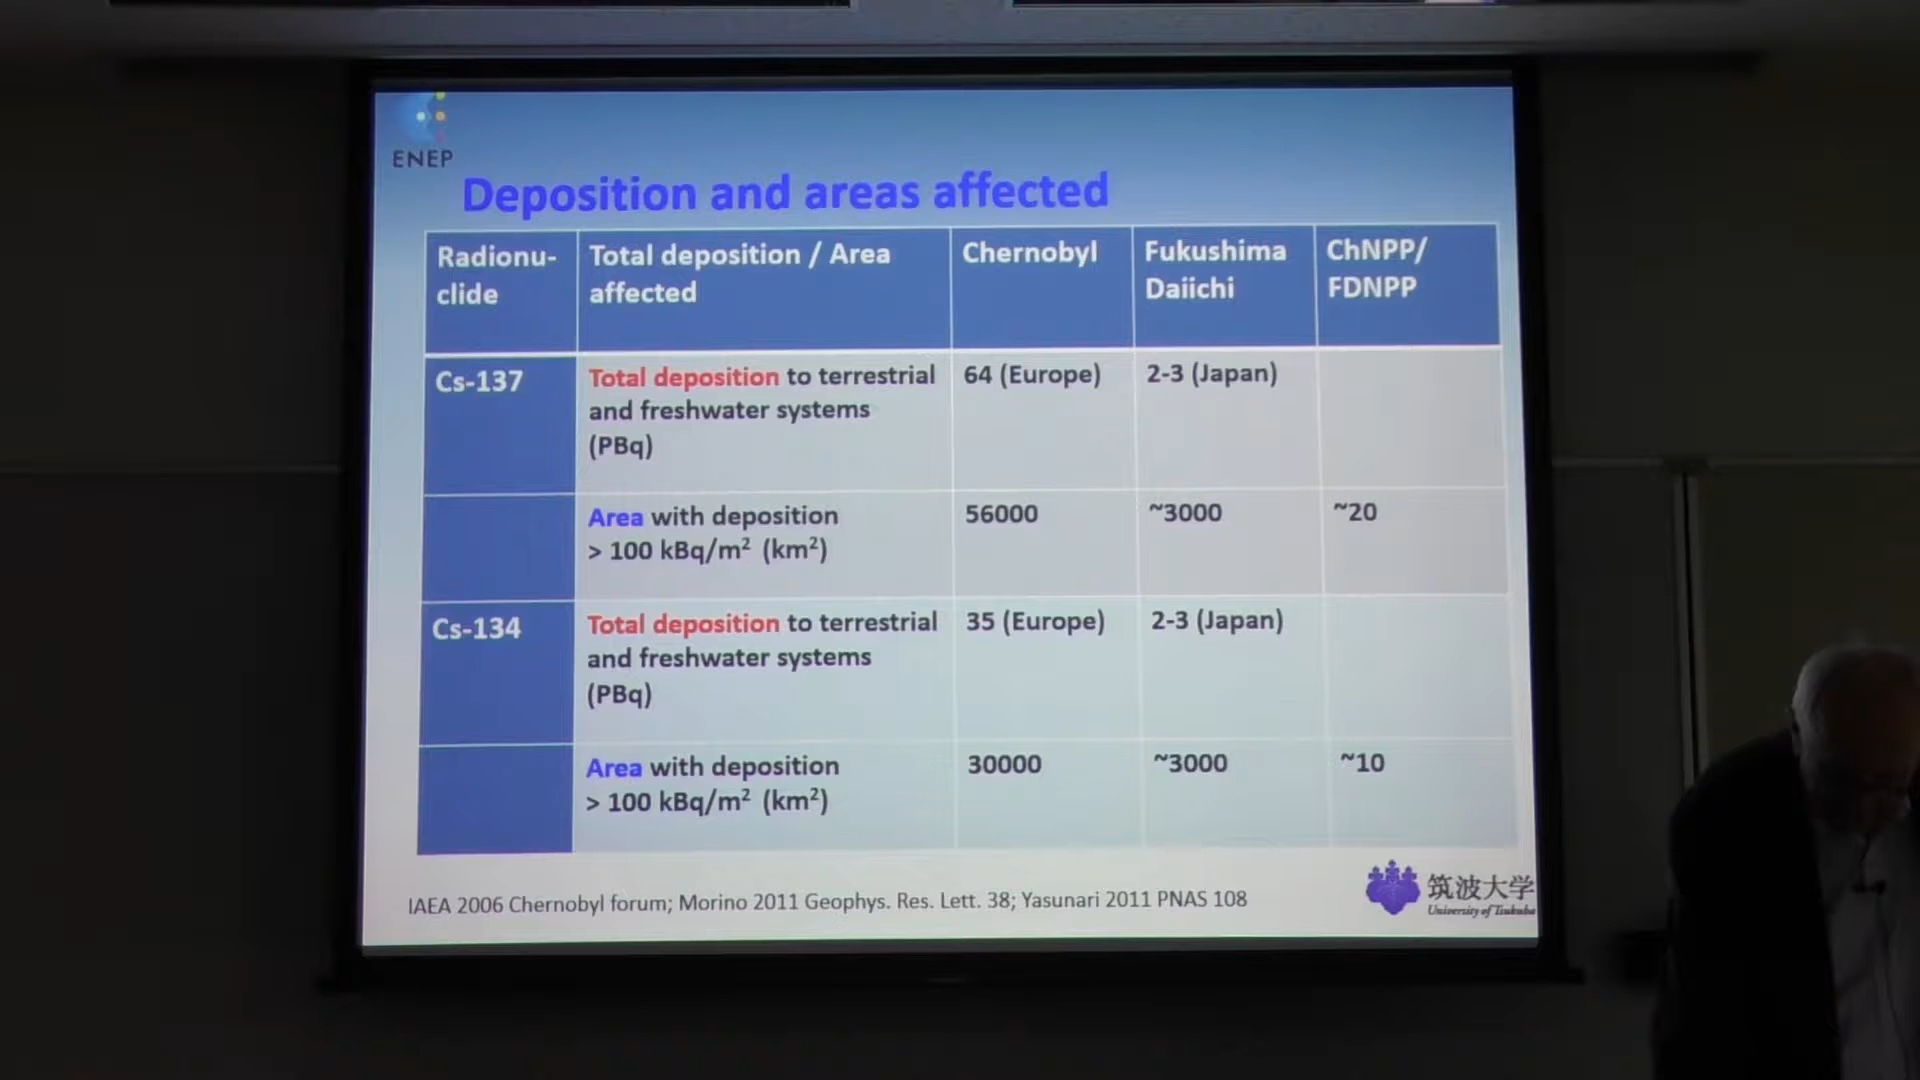 ENEP
Deposition and areas affected
Radionu-
clide
Total deposition / Area
affected
Chernobyl
Fukushima
Daiichi
ChNPP/
FDNPP
Cs-137
Total deposition to terrestrial
and freshwater systems
(PBq)
64 (Europe)
2-3 (Japan)
Area with deposition
> 100 kBq/m² (km²)
56000
~3000
~20
Cs-134
Total deposition to terrestrial
and freshwater systems
(PBq)
35 (Europe)
2-3 (Japan)
Area with deposition
> 100 kBq/m² (km²)
30000
~3000
~10
IAEA 2006 Chernobyl forum; Morino 2011 Geophys. Res. Lett. 38; Yasunari 2011 PNAS 108
筑波大学
University of Tsukuba